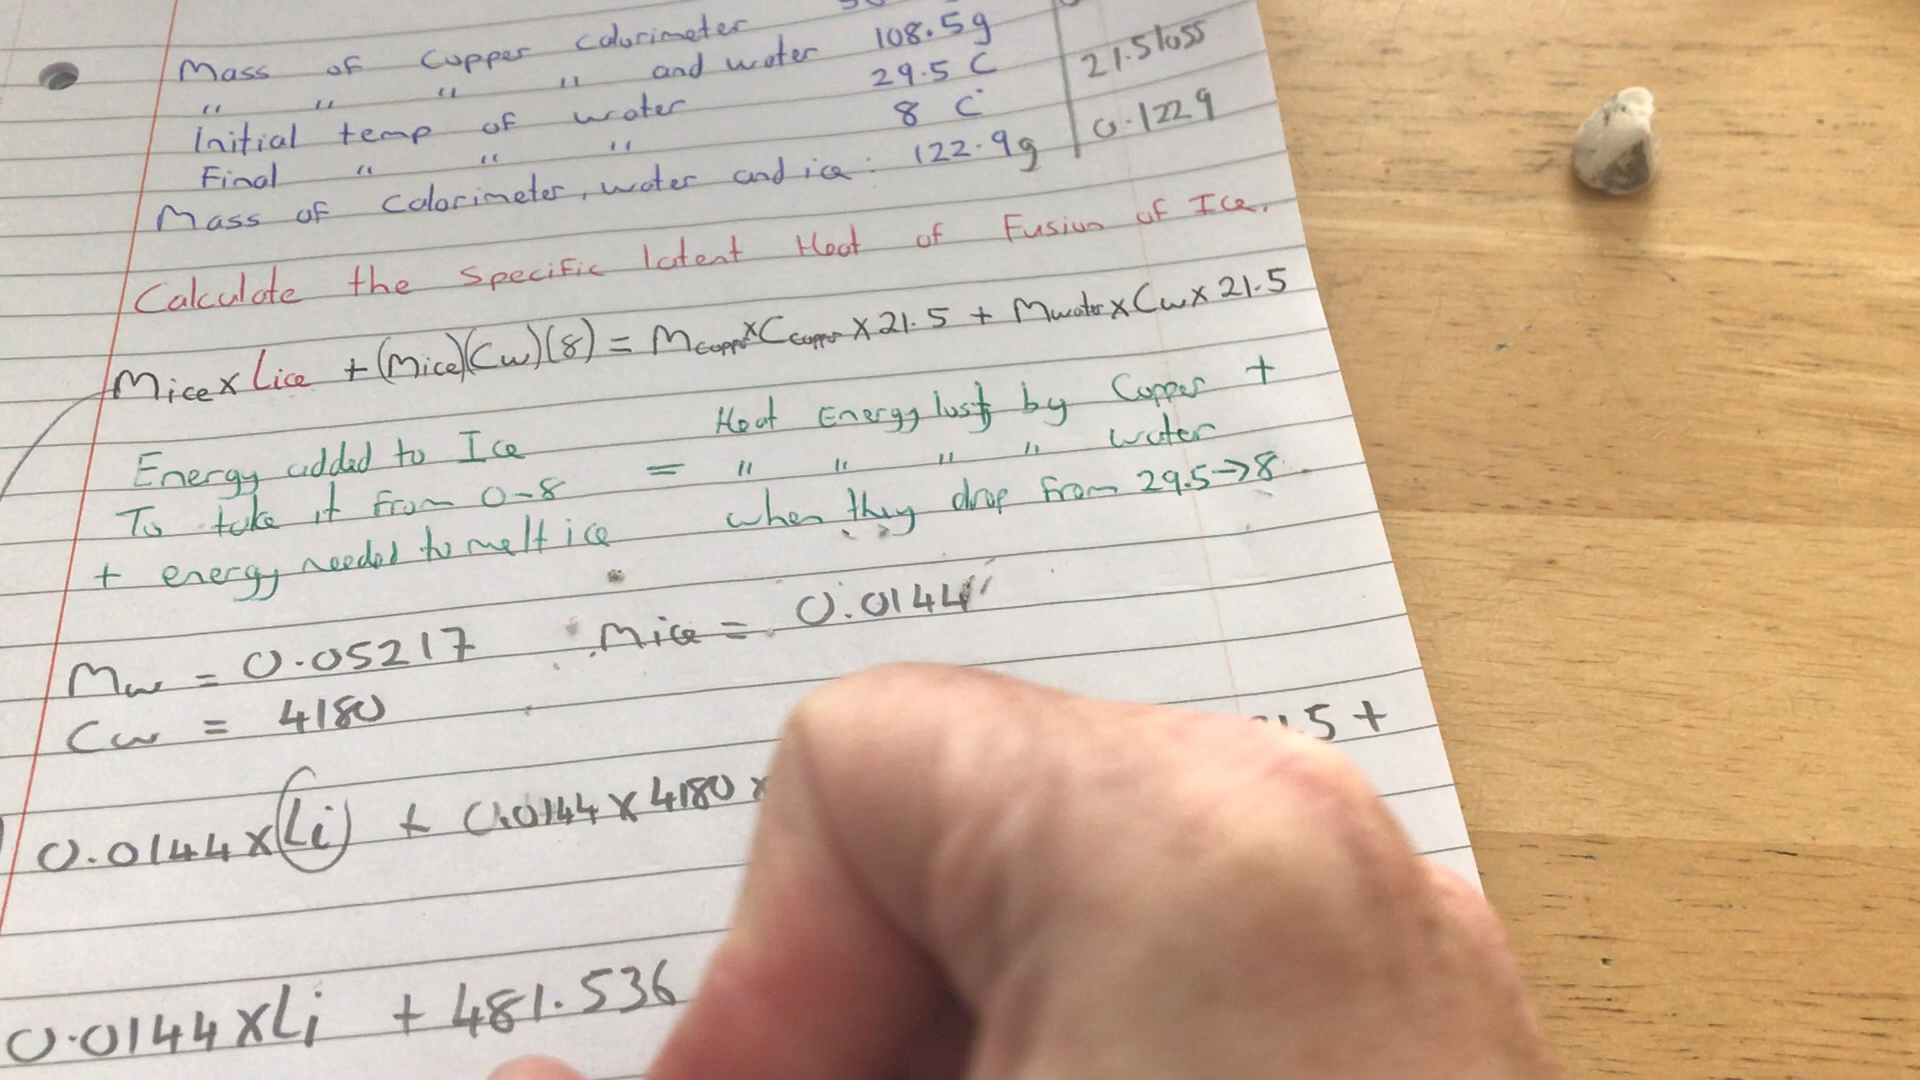 Mass of Copper Calorimeter
" " " " and water 108.5g
Initial temp of water 29.5 C
Final " " " 8 C°
Mass of Calorimeter, water and ice: 122.9g
21.5 loss
0.1229
Calculate the specific latent Heat of Fusion of Ice.
Mice x Lice + (Mice)(Cw)(8) = Mcopper x Ccopper x 21.5 + Mwater x Cw x 21.5
Energy added to Ice
To take it from 0-8
+ energy needed to melt ice
= Heat Energy lost by Copper +
" " " " water
when they drop from 29.5→8
Mw = 0.05217 Mice = 0.0144
Cw = 4180
.5 +
0.0144 x (Li) + 0.0144 x 4180 x
0.0144 x Li + 481.536